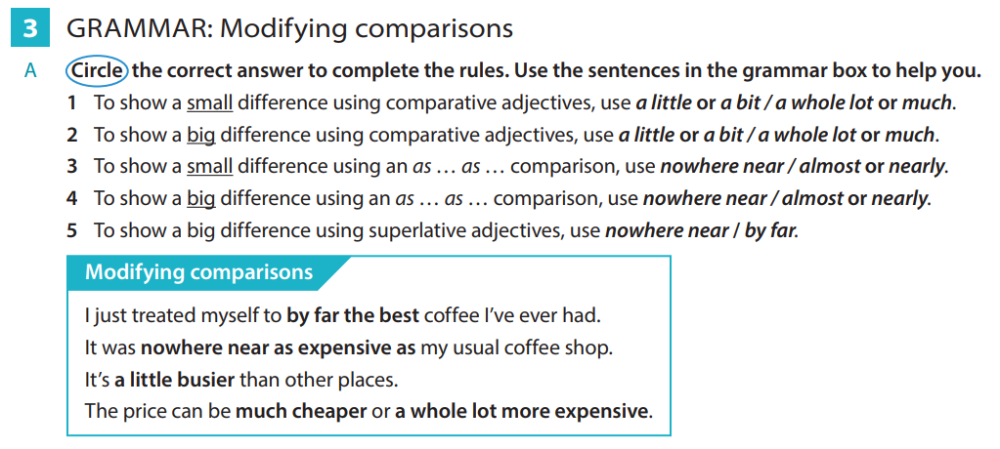 3 GRAMMAR: Modifying comparisons
A Circle the correct answer to complete the rules. Use the sentences in the grammar box to help you.
1 To show a small difference using comparative adjectives, use a little or a bit / a whole lot or much.
2 To show a big difference using comparative adjectives, use a little or a bit / a whole lot or much.
3 To show a small difference using an as … as … comparison, use nowhere near / almost or nearly.
4 To show a big difference using an as … as … comparison, use nowhere near / almost or nearly.
5 To show a big difference using superlative adjectives, use nowhere near / by far.
Modifying comparisons
I just treated myself to by far the best coffee I've ever had.
It was nowhere near as expensive as my usual coffee shop.
It's a little busier than other places.
The price can be much cheaper or a whole lot more expensive.